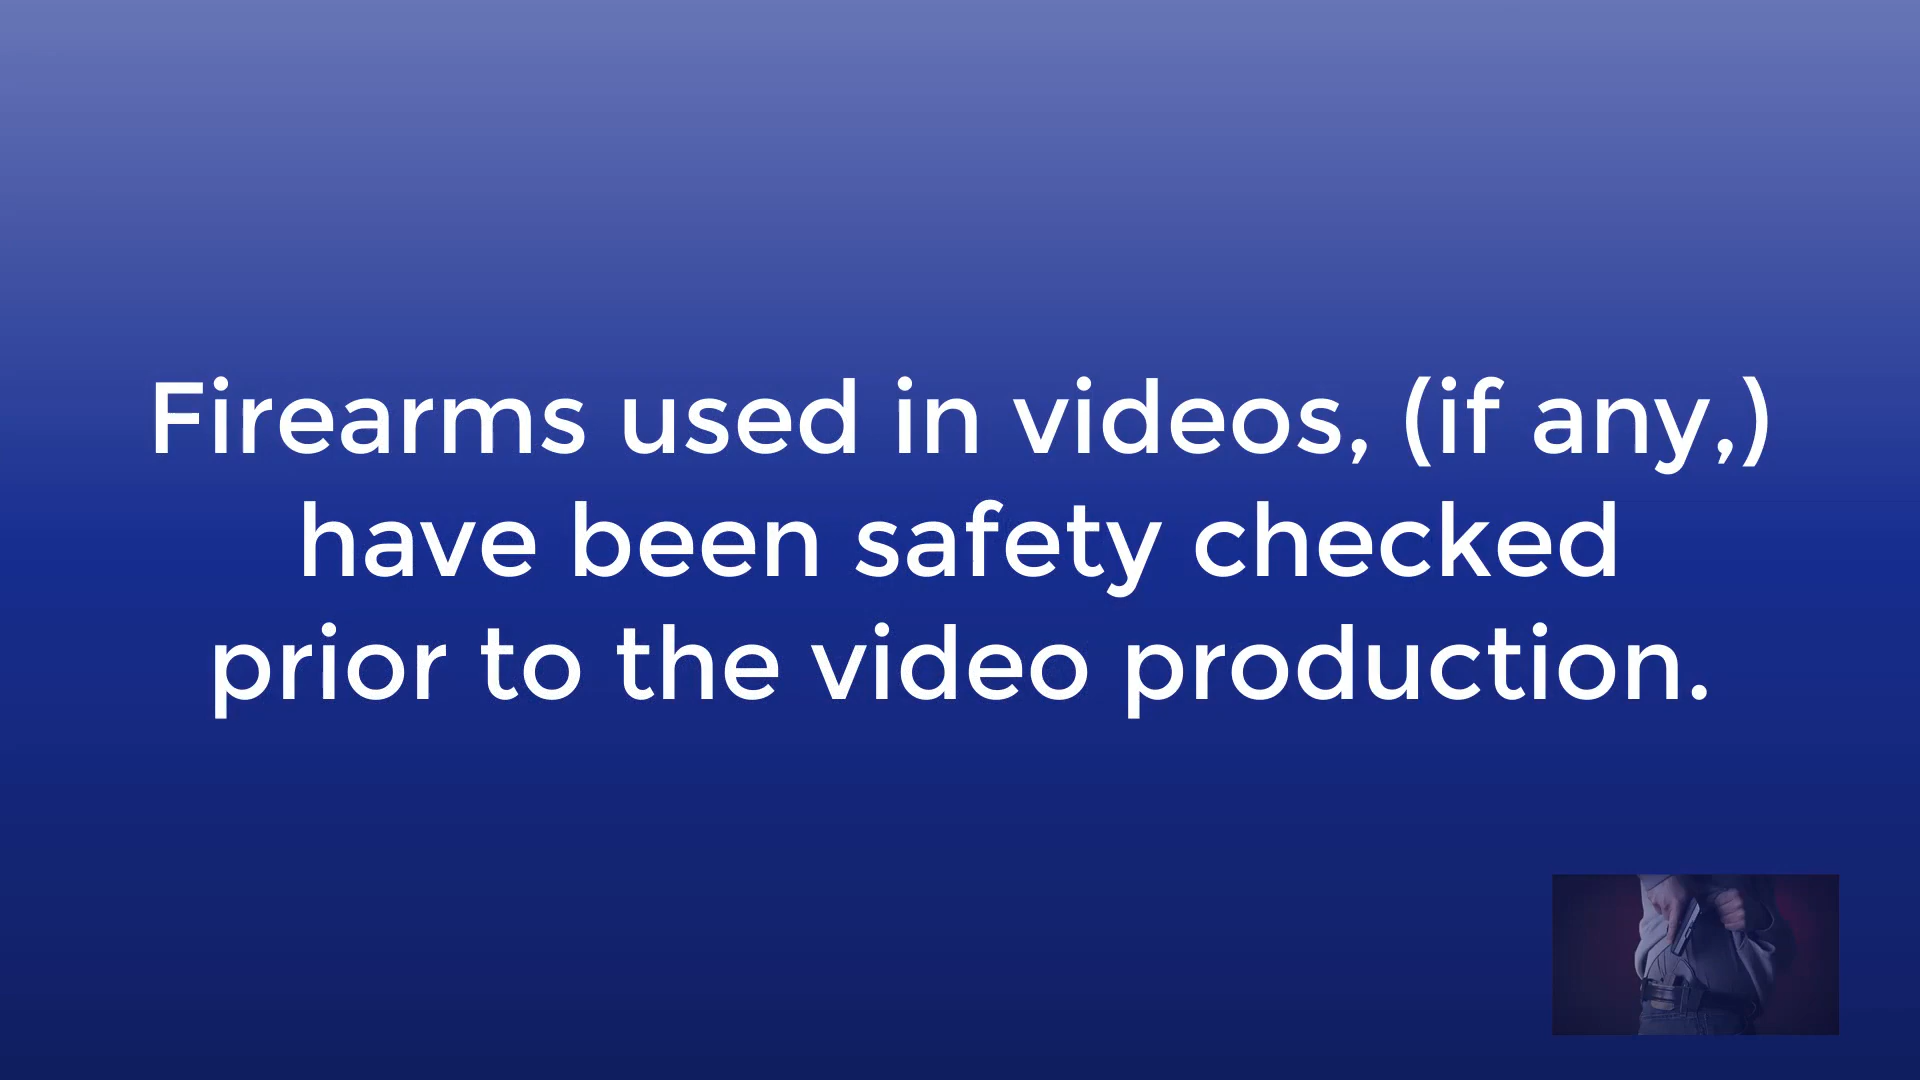 Firearms used in videos, (if any,)
have been safety checked
prior to the video production.